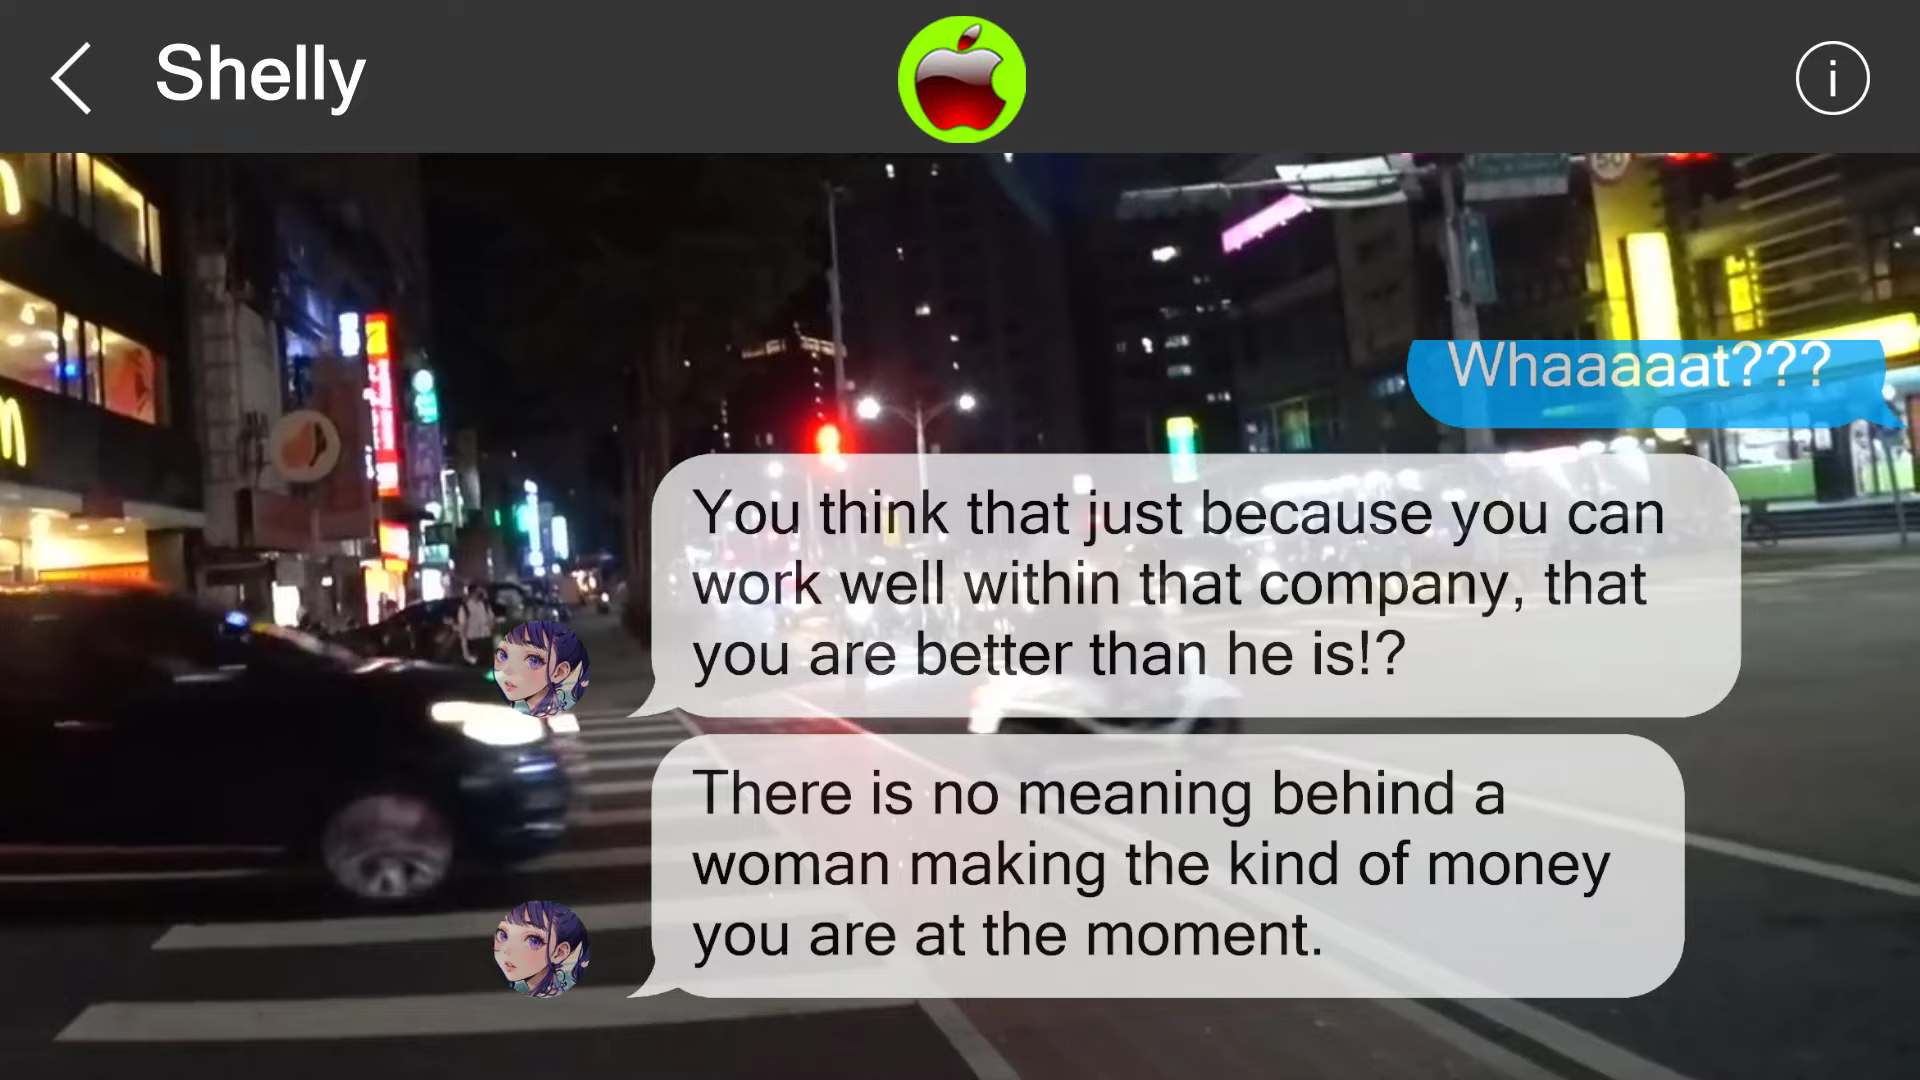 Shelly
i
50
Whaaaaat???
You think that just because you can
work well within that company, that
you are better than he is!?
There is no meaning behind a
woman making the kind of money
you are at the moment.